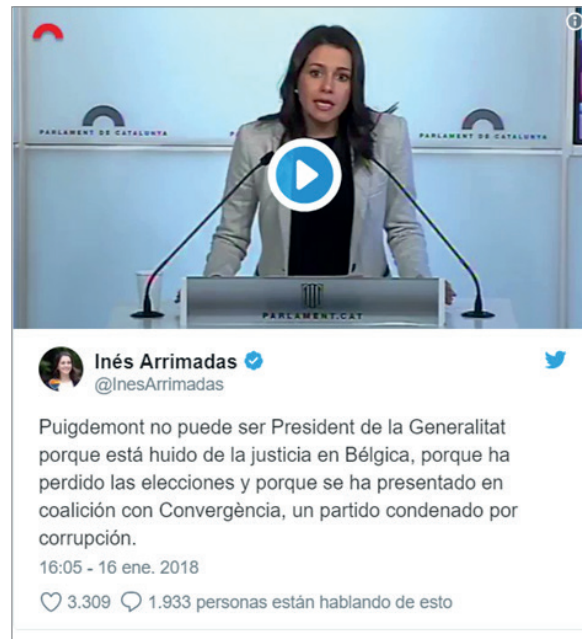 PARLAMENT DE CATALUNYA
PARLAMENT DE CATALUNYA
PARLAMENT.CAT
Inés Arrimadas
@InesArrimadas
Puigdemont no puede ser President de la Generalitat
porque está huido de la justicia en Bélgica, porque ha
perdido las elecciones y porque se ha presentado en
coalición con Convergència, un partido condenado por
corrupción.
16:05 - 16 ene. 2018
3.309 1.933 personas están hablando de esto